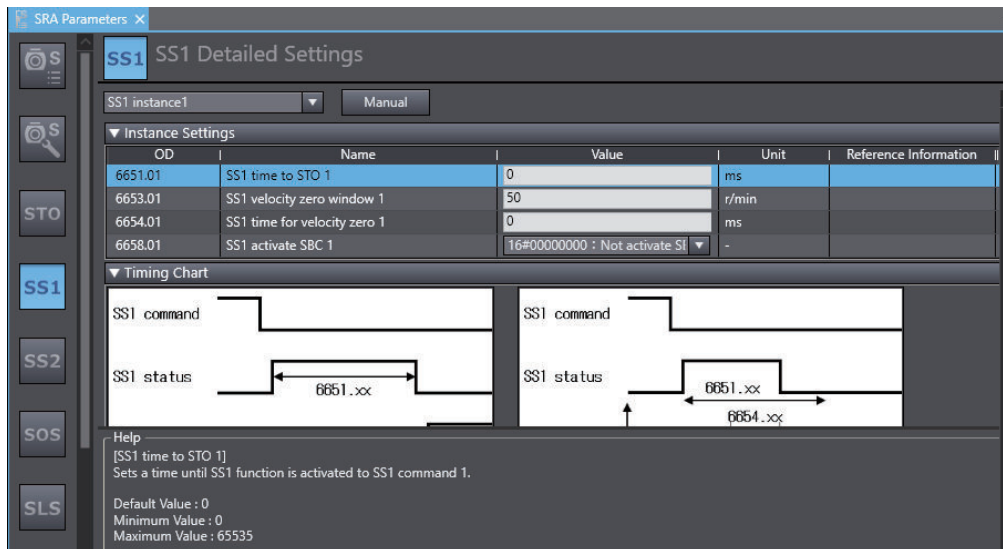 SRA Parameters ×
SS1 SS1 Detailed Settings
SS1 instance1 ▼ Manual
▼ Instance Settings
OD Name Value Unit Reference Information
6651.01 SS1 time to STO 1 0 ms
6653.01 SS1 velocity zero window 1 50 r/min
6654.01 SS1 time for velocity zero 1 0 ms
6658.01 SS1 activate SBC 1 16#00000000 : Not activate -
▼ Timing Chart
SS1 command
SS1 status
6651.xx
SS1 command
SS1 status
6651.xx
6654.xx
Help
[SS1 time to STO 1]
Sets a time until SS1 function is activated to SS1 command 1.
Default Value : 0
Minimum Value : 0
Maximum Value : 65535
S
S
STO
SS1
SS2
SOS
SLS